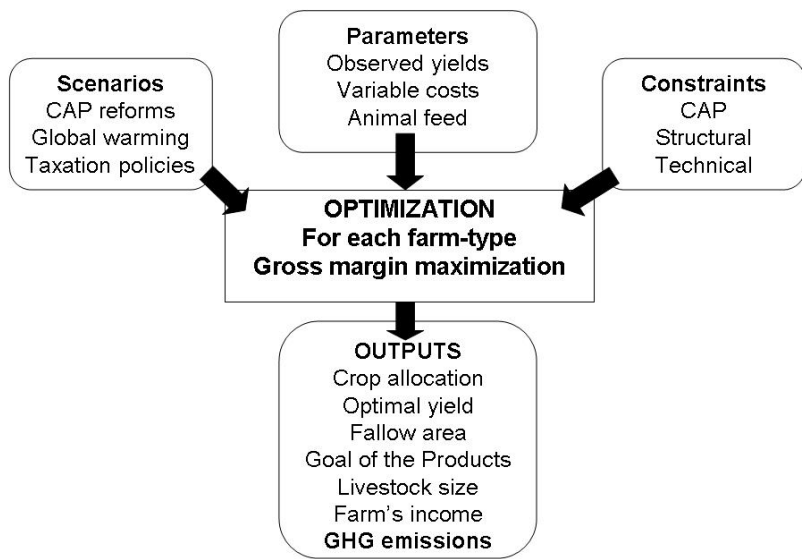 Parameters
Observed yields
Variable costs
Animal feed
Scenarios
CAP reforms
Global warming
Taxation policies
Constraints
CAP
Structural
Technical
OPTIMIZATION
For each farm-type
Gross margin maximization
OUTPUTS
Crop allocation
Optimal yield
Fallow area
Goal of the Products
Livestock size
Farm's income
GHG emissions